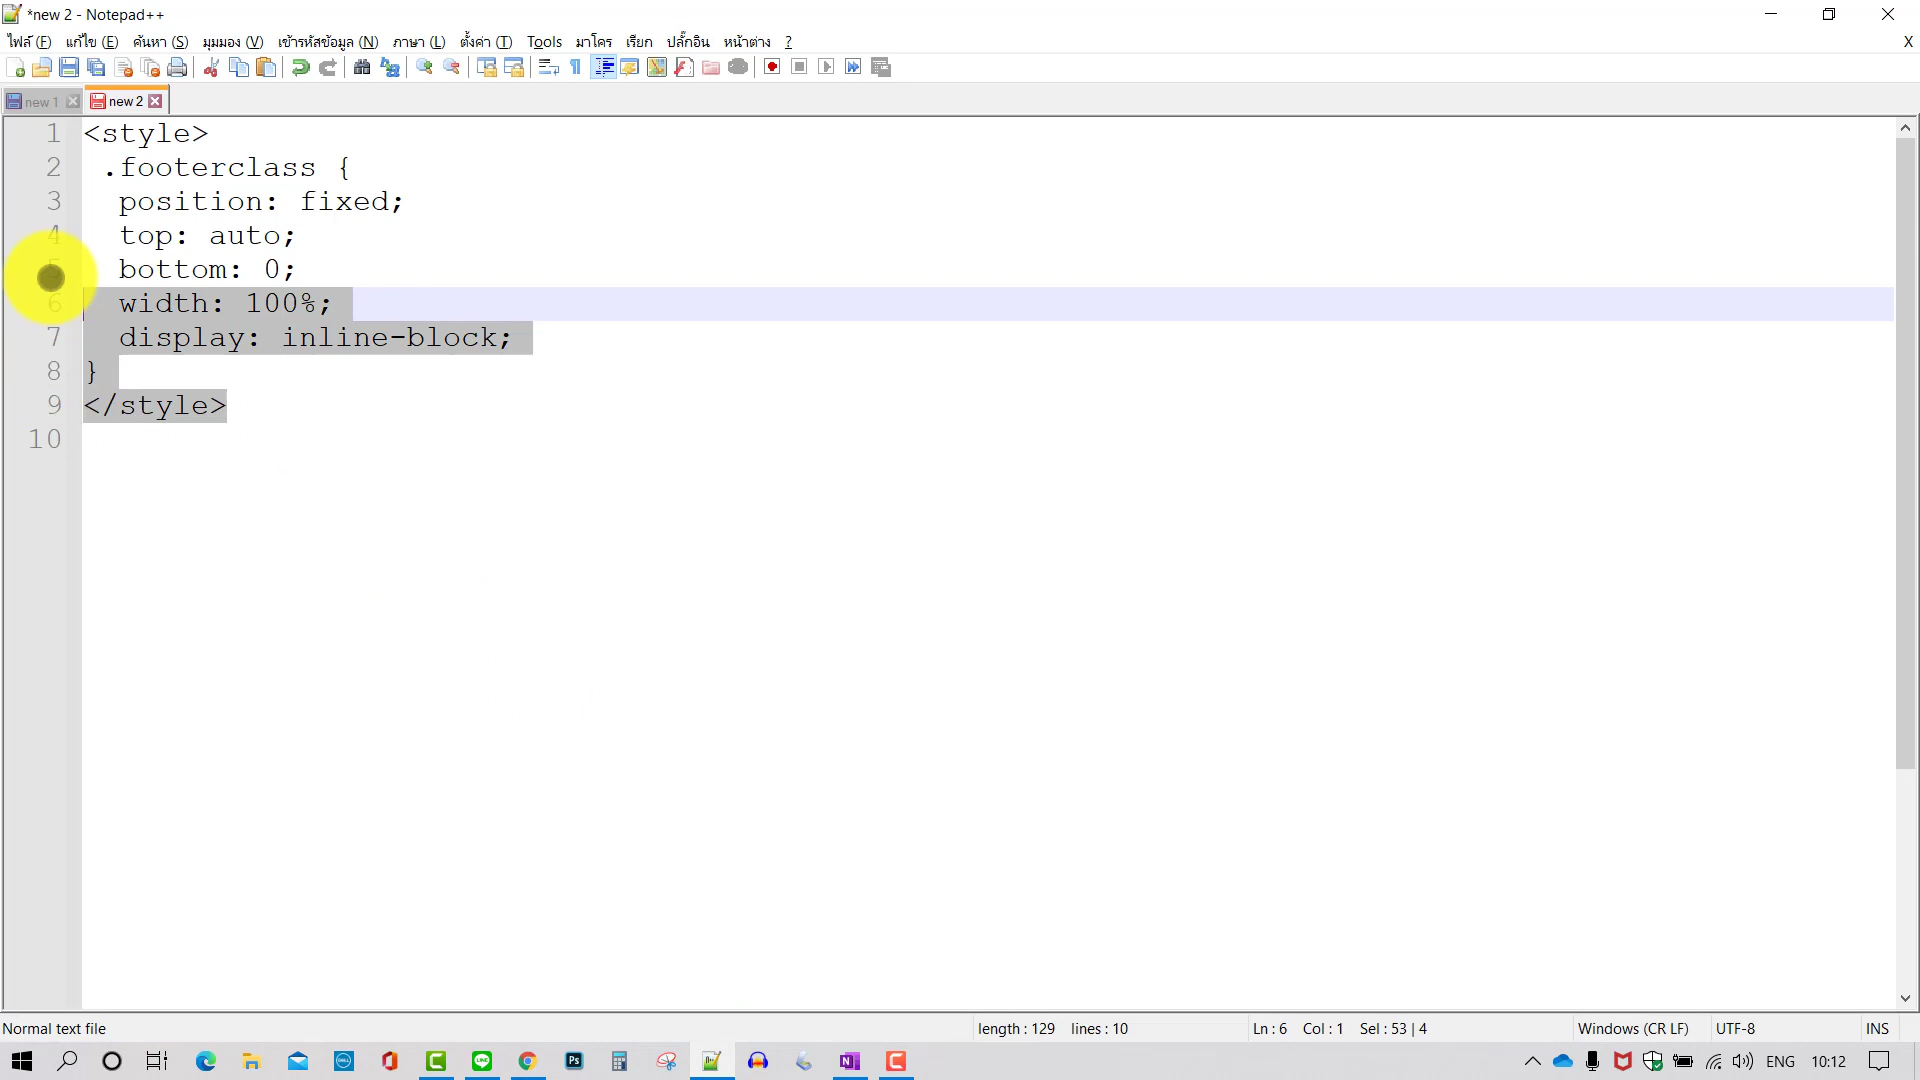 *new 2 - Notepad++
ไฟล์ (F) แก้ไข (E) ค้นหา (S) มุมมอง (V) เข้ารหัสข้อมูล (N) ภาษา (L) ตั้งค่า (T) Tools มาโคร เรียก ปลั๊กอิน หน้าต่าง ? X
new 1 new 2
1 <style>
2 .footerclass {
3 position: fixed;
4 top: auto;
5 bottom: 0;
6 width: 100%;
7 display: inline-block;
8 }
9 </style>
10
Normal text file length : 129 lines : 10 Ln : 6 Col : 1 Sel : 53 | 4 Windows (CR LF) UTF-8 INS
ENG 10:12